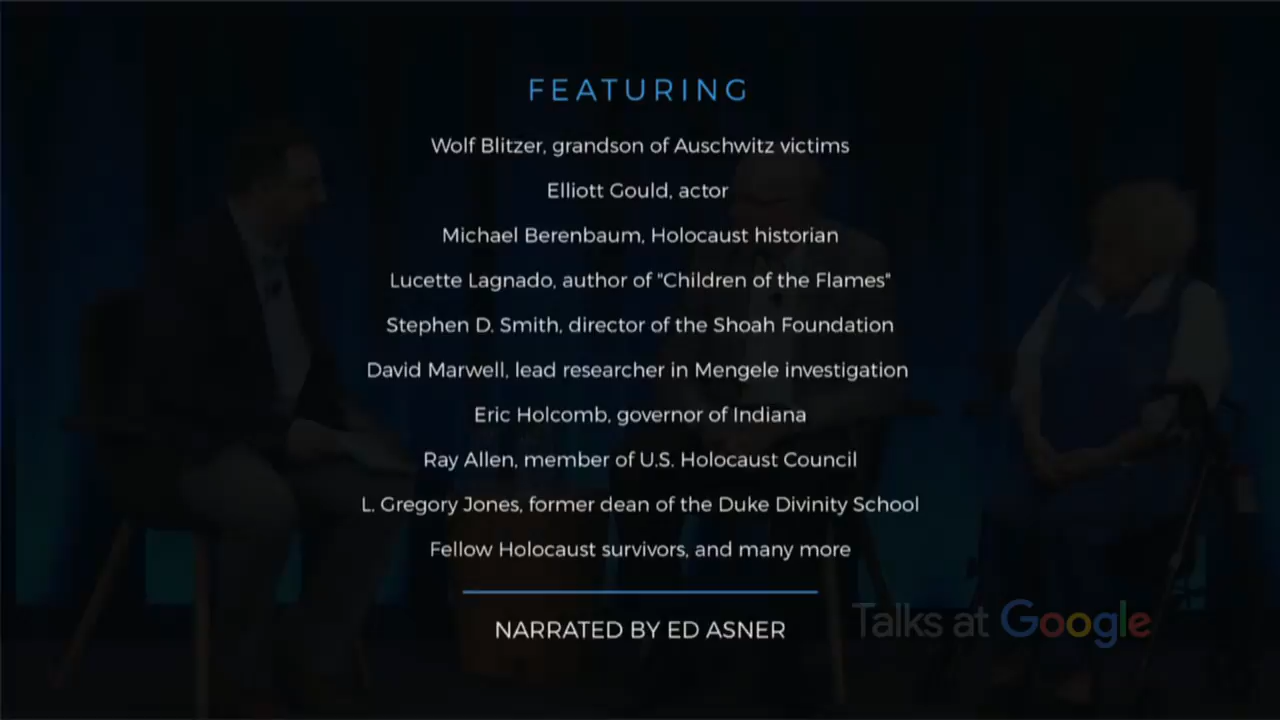 FEATURING
Wolf Blitzer, grandson of Auschwitz victims
Elliott Gould, actor
Michael Berenbaum, Holocaust historian
Lucette Lagnado, author of "Children of the Flames"
Stephen D. Smith, director of the Shoah Foundation
David Marwell, lead researcher in Mengele investigation
Eric Holcomb, governor of Indiana
Ray Allen, member of U.S. Holocaust Council
L. Gregory Jones, former dean of the Duke Divinity School
Fellow Holocaust survivors, and many more
NARRATED BY ED ASNER
Talks at Google